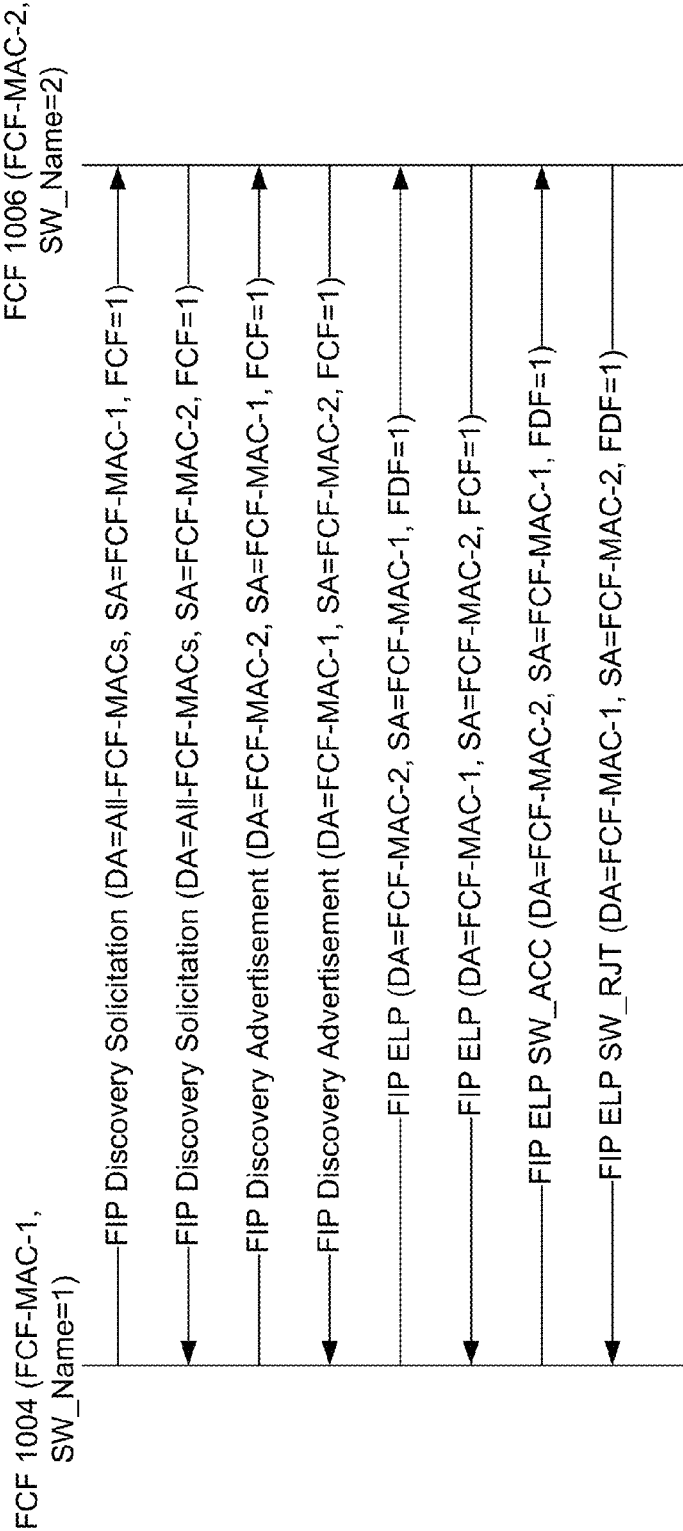 FCF 1004 (FCF-MAC-1,
SW_Name=1)
FCF 1006 (FCF-MAC-2,
SW_Name=2)
FIP Discovery Solicitation (DA=All-FCF-MACs, SA=FCF-MAC-1, FCF=1)
FIP Discovery Solicitation (DA=All-FCF-MACs, SA=FCF-MAC-2, FCF=1)
FIP Discovery Advertisement (DA=FCF-MAC-2, SA=FCF-MAC-1, FCF=1)
FIP Discovery Advertisement (DA=FCF-MAC-1, SA=FCF-MAC-2, FCF=1)
FIP ELP (DA=FCF-MAC-2, SA=FCF-MAC-1, FDF=1)
FIP ELP (DA=FCF-MAC-1, SA=FCF-MAC-2, FCF=1)
FIP ELP SW_ACC (DA=FCF-MAC-2, SA=FCF-MAC-1, FDF=1)
FIP ELP SW_RJT (DA=FCF-MAC-1, SA=FCF-MAC-2, FDF=1)